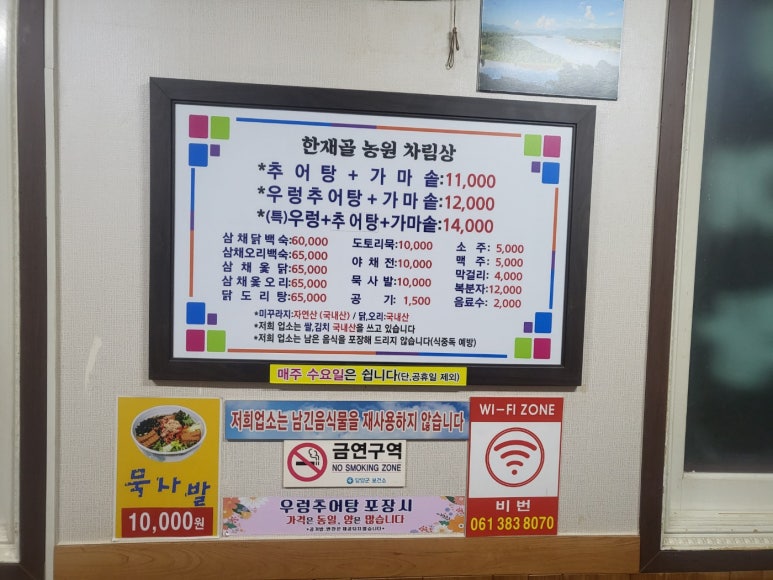 한재골 농원 차림상
*추어탕 + 가마솥:11,000
*우렁추어탕 + 가마솥:12,000
*(특)우렁+추어탕+가마솥:14,000
삼채닭백숙:60,000
삼채오리백숙:65,000
삼채옻닭:65,000
삼채옻오리:65,000
닭도리탕:65,000
도토리묵:10,000
야채전:10,000
묵사발:10,000
공기: 1,500
소주: 5,000
맥주: 5,000
막걸리: 4,000
복분자:12,000
음료수: 2,000
*미꾸라지:자연산 (국내산) / 닭,오리:국내산
*저희 업소는 쌀,김치 국내산을 쓰고 있습니다
*저희 업소는 남은 음식을 포장해 드리지 않습니다(식중독 예방)
매주 수요일은 쉽니다(단,공휴일 제외)
묵사발
10,000원
저희업소는 남긴음식물을 재사용하지 않습니다
금연구역
NO SMOKING ZONE
담양군 보건소
우렁추어탕 포장시
가격은 동일, 양은 많습니다
WI-FI ZONE
비번
061 383 8070